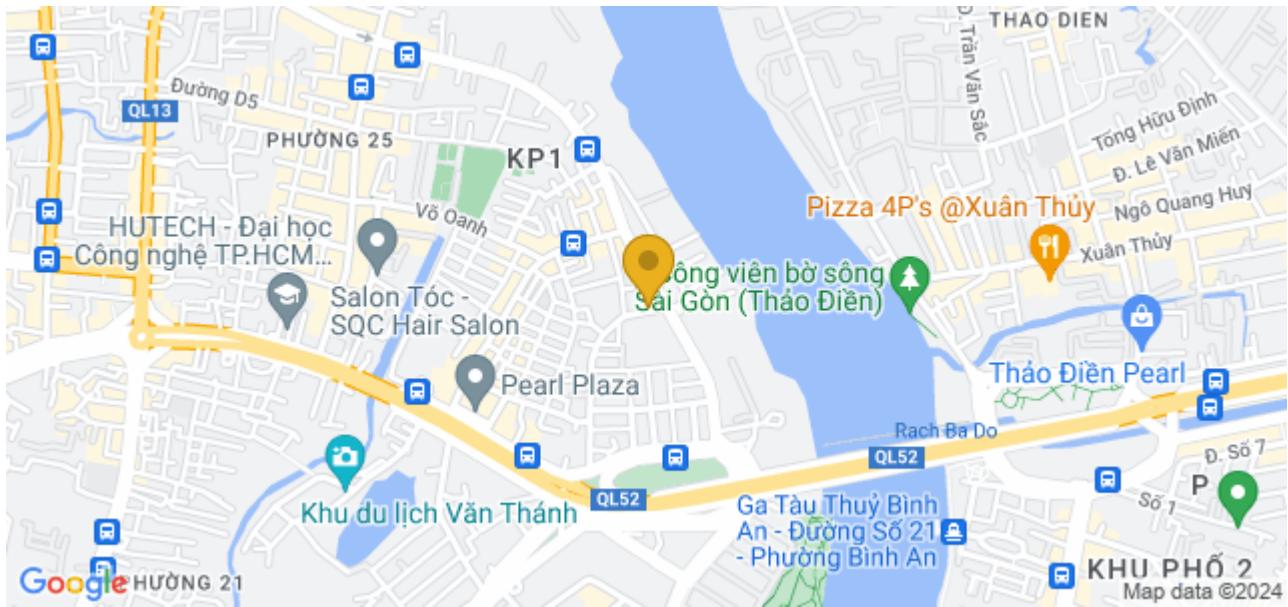 THAO DIEN
Đ. Trần Văn Sắc
QL13
Đường D5
PHƯỜNG 25
KP1
Tống Hữu Định
Đ. Lê Văn Miến
Ngô Quang Huy
Xuân Thủy
Pizza 4P's @Xuân Thủy
Võ Oanh
HUTECH - Đại học
Công nghệ TP.HCM...
Salon Tóc -
SQC Hair Salon
ông viên bờ sông
Sài Gòn (Thảo Điền)
Pearl Plaza
Thảo Điền Pearl
Rach Ba Do
QL52
Đ. Số 7
P
Số 1
QL52
Khu du lịch Văn Thánh
Ga Tàu Thuỷ Bình
An - Đường Số 21
- Phường Bình An
KHU PHỐ 2
Google
PHƯỜNG 21
Map data ©2024